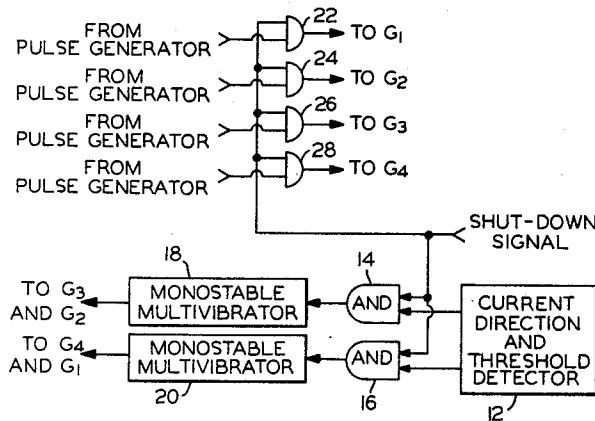 FROM
PULSE GENERATOR
22
TO G1
FROM
PULSE GENERATOR
24
TO G2
FROM
PULSE GENERATOR
26
TO G3
FROM
PULSE GENERATOR
28
TO G4
SHUT-DOWN
SIGNAL
18
14
TO G3
AND G2
MONOSTABLE
MULTIVIBRATOR
AND
CURRENT
DIRECTION
AND
THRESHOLD
DETECTOR
TO G4
AND G1
MONOSTABLE
MULTIVIBRATOR
AND
20
16
12